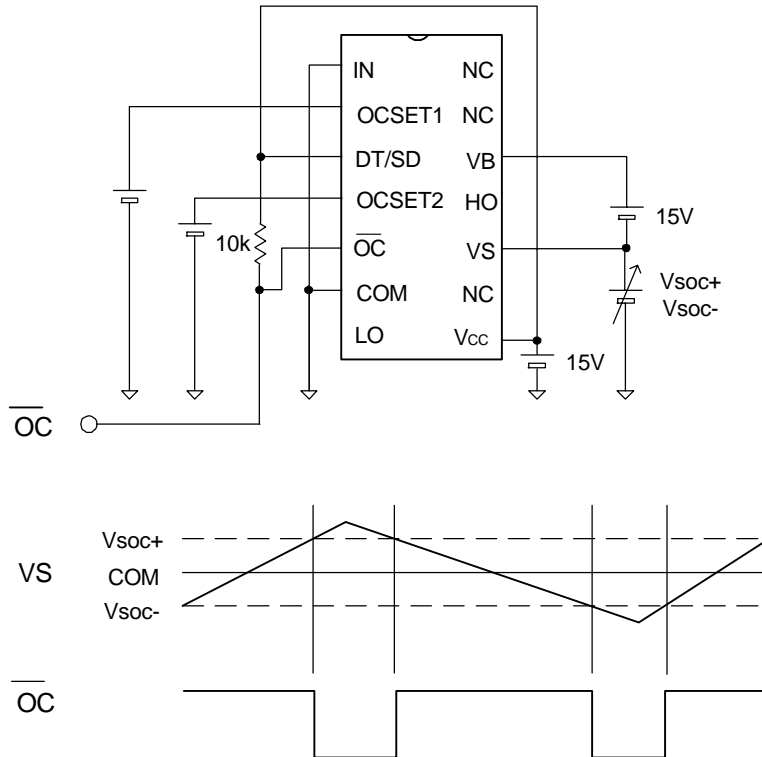 IN NC
OCSET1 NC
DT/SD VB
OCSET2 HO
15V
10k
OC VS
Vsoc+
COM NC
Vsoc-
LO VCC
15V
OC
Vsoc+
VS COM
Vsoc-
OC